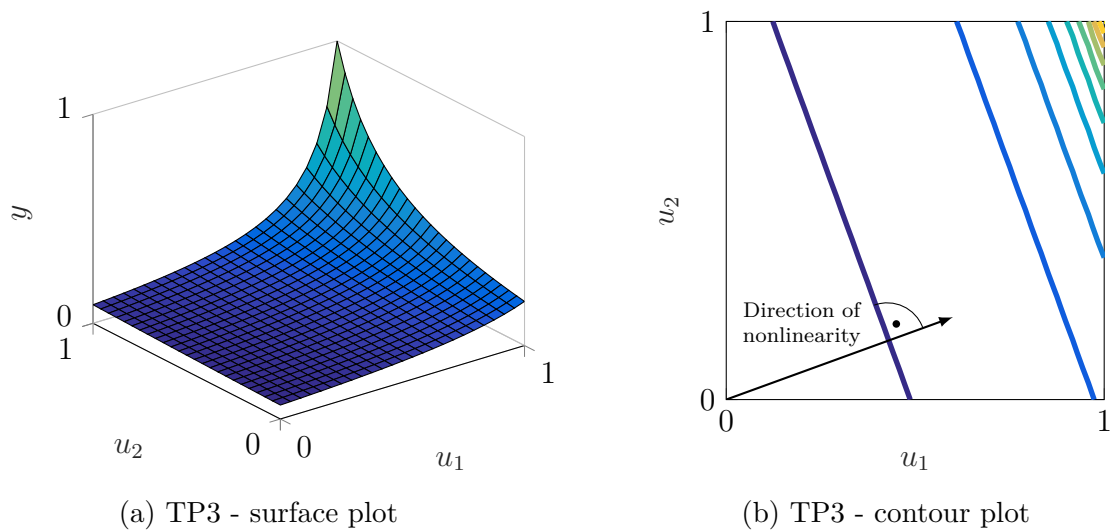 1
y
0
1
u2
0
0
u1
1
(a) TP3 - surface plot
1
u2
Direction of
nonlinearity
0
0
u1
1
(b) TP3 - contour plot